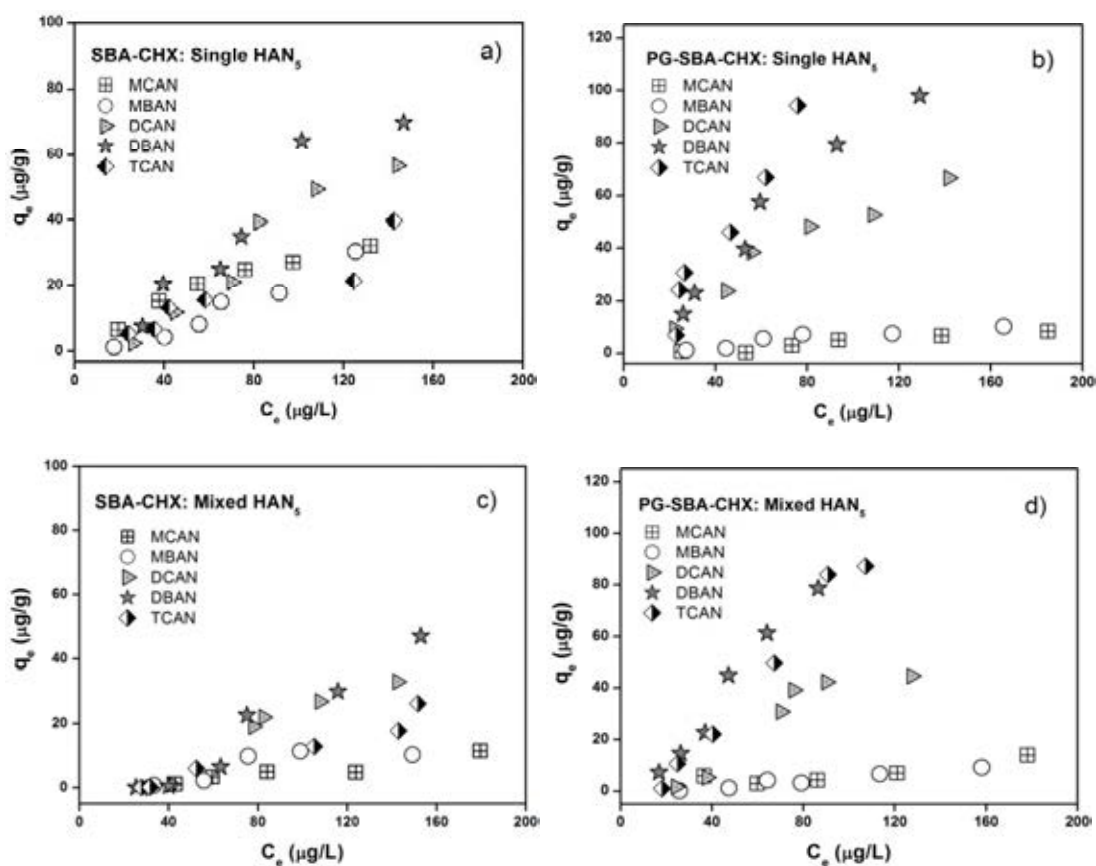 SBA-CHX: Single HAN₅
a)
MCAN
MBAN
DCAN
DBAN
TCAN
100
80
60
40
20
0
qₑ (µg/g)
0 40 80 120 160 200
Cₑ (µg/L)
PG-SBA-CHX: Single HAN₅
b)
MCAN
MBAN
DCAN
DBAN
TCAN
120
100
80
60
40
20
0
qₑ (µg/g)
0 40 80 120 160 200
Cₑ (µg/L)
SBA-CHX: Mixed HAN₅
c)
MCAN
MBAN
DCAN
DBAN
TCAN
100
80
60
40
20
0
qₑ (µg/g)
0 40 80 120 160 200
Cₑ (µg/L)
PG-SBA-CHX: Mixed HAN₅
d)
MCAN
MBAN
DCAN
DBAN
TCAN
120
100
80
60
40
20
0
qₑ (µg/g)
0 40 80 120 160 200
Cₑ (µg/L)